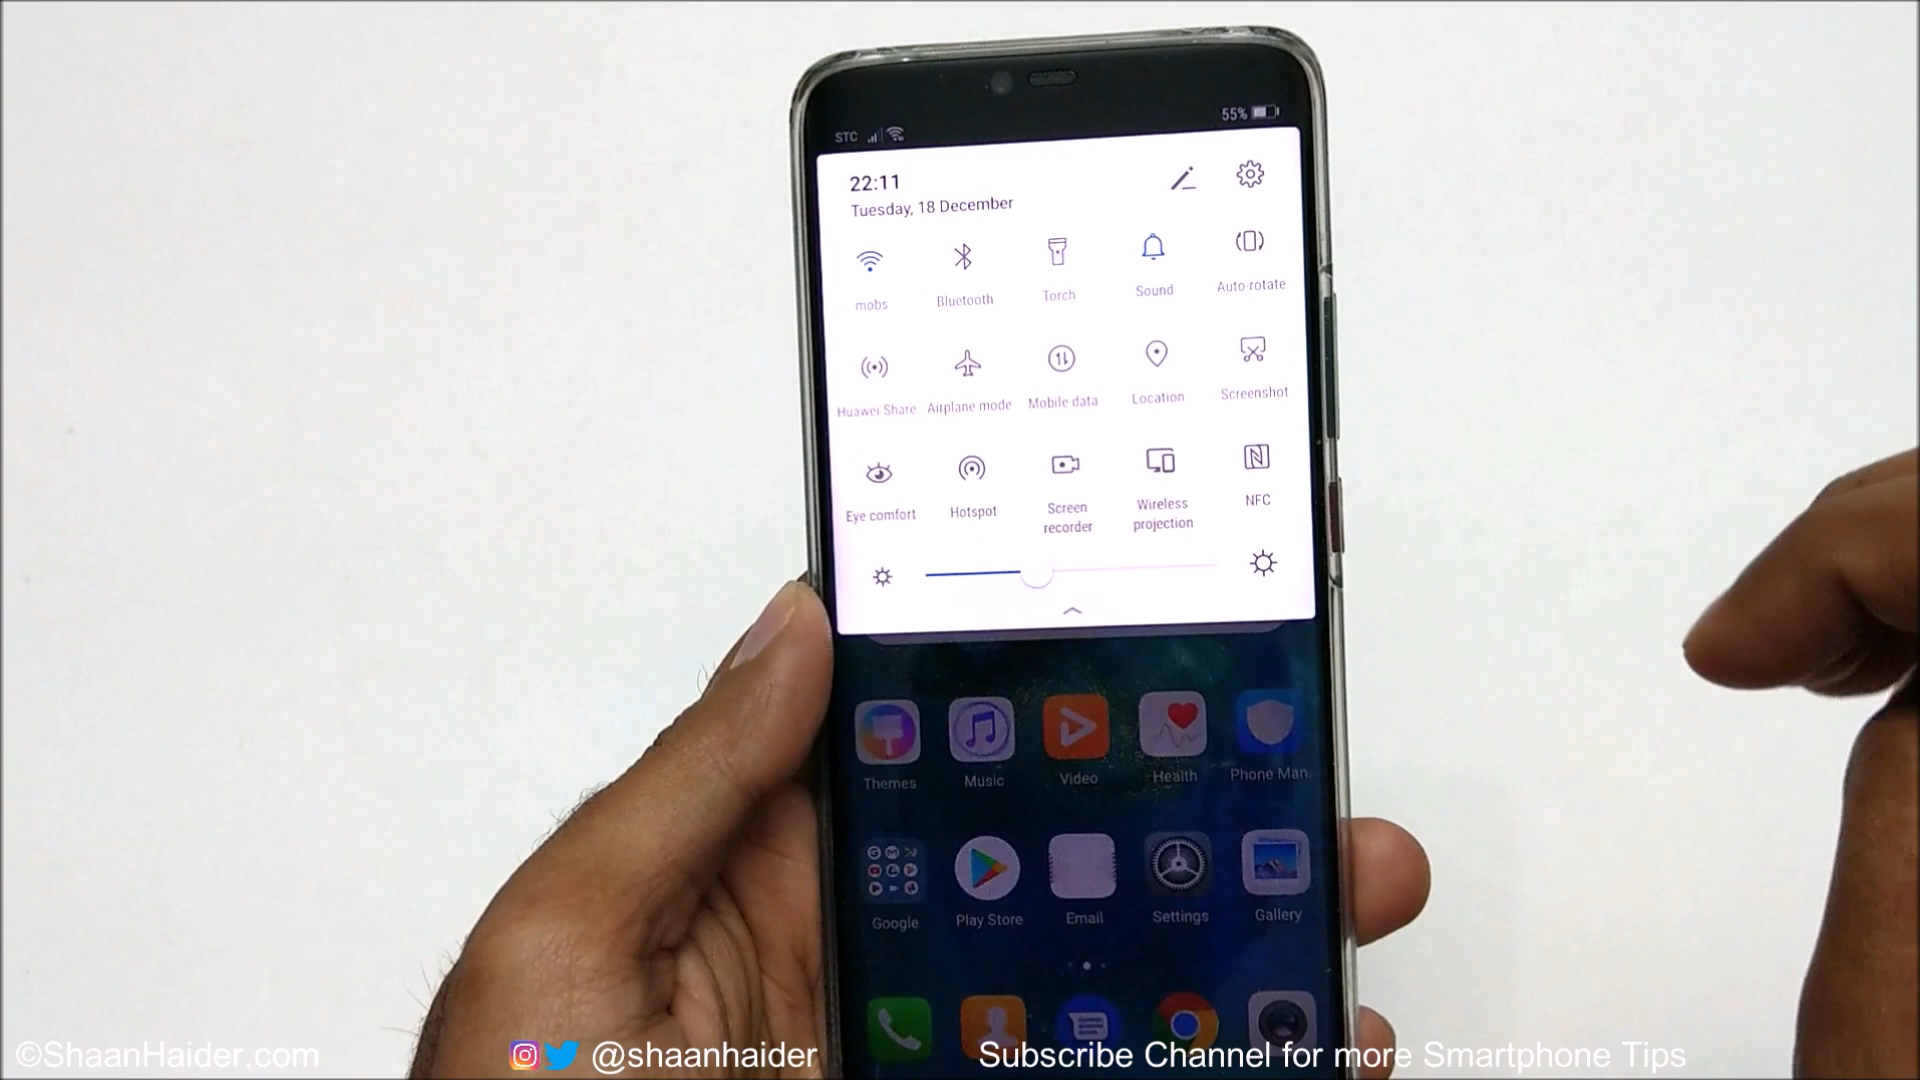 STC
55%
22:11
Tuesday, 18 December
mobs
Bluetooth
Torch
Sound
Auto-rotate
Huawei Share
Airplane mode
Mobile data
Location
Screenshot
Eye comfort
Hotspot
Screen
recorder
Wireless
projection
NFC
Themes
Music
Video
Health
Phone Man
Google
Play Store
Email
Settings
Gallery
©ShaanHaider.com
@shaanhaider
Subscribe Channel for more Smartphone Tips